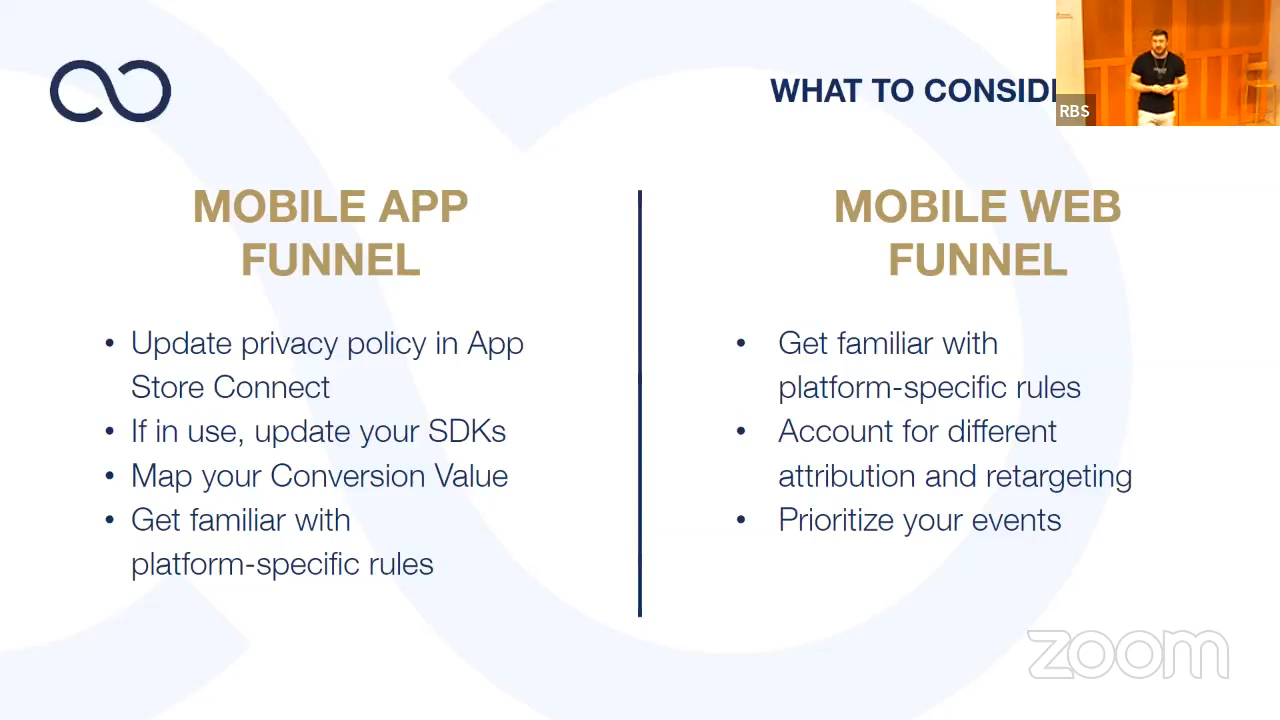 WHAT TO
RBS
MOBILE APP
FUNNEL
• Update privacy policy in App
Store Connect
• If in use, update your SDKs
• Map your Conversion Value
• Get familiar with
platform-specific rules
MOBILE WEB
FUNNEL
• Get familiar with
platform-specific rules
• Account for different
attribution and retargeting
• Prioritize your events
zoom